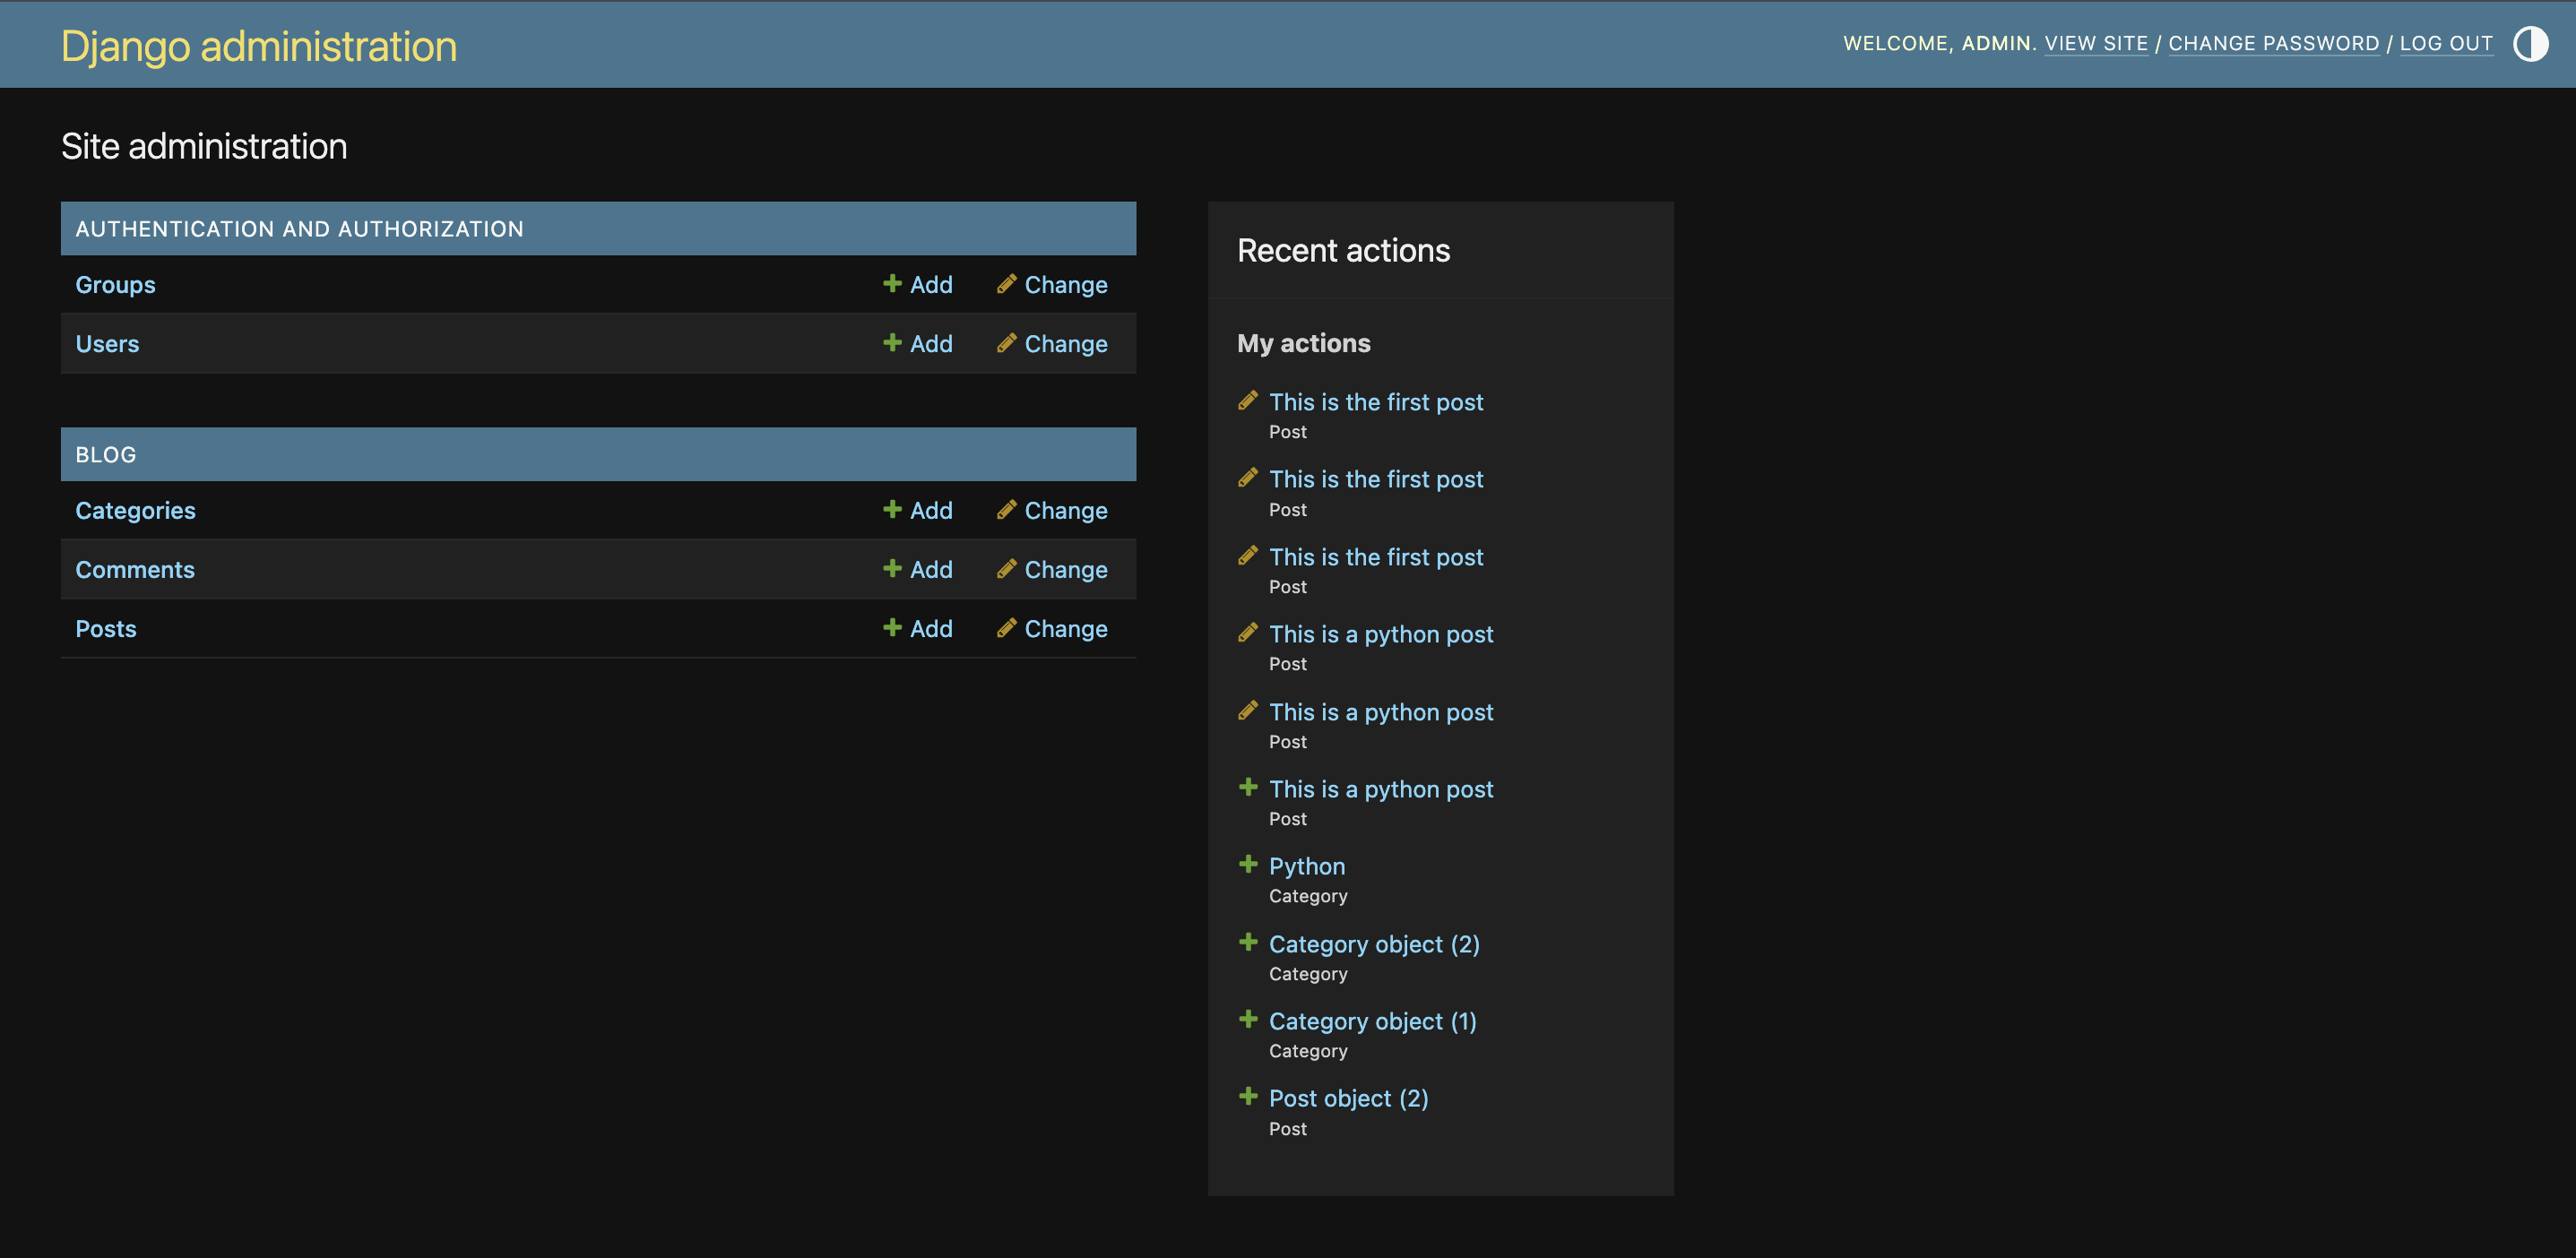 Django administration
WELCOME, ADMIN. VIEW SITE / CHANGE PASSWORD / LOG OUT
Site administration
AUTHENTICATION AND AUTHORIZATION
Groups Add Change
Users Add Change
BLOG
Categories Add Change
Comments Add Change
Posts Add Change
Recent actions
My actions
This is the first post
Post
This is the first post
Post
This is the first post
Post
This is a python post
Post
This is a python post
Post
This is a python post
Post
Python
Category
Category object (2)
Category
Category object (1)
Category
Post object (2)
Post